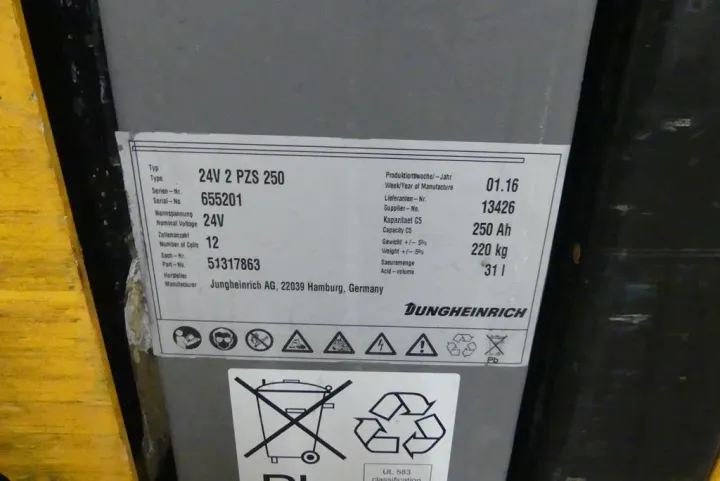 Typ
Type 24V 2 PZS 250
Serien-Nr.
Serial-No. 655201
Nennspannung
Nominal Voltage 24V
Zellenanzahl
Number of Cells 12
Sach-Nr.
Part-No. 51317863
Hersteller
Manufacturer Jungheinrich AG, 22039 Hamburg, Germany
Produktionswoche/-Jahr
Week/Year of Manufacture 01.16
Lieferanten-Nr.
Supplier-No. 13426
Kapazitaet C5
Capacity C5 250 Ah
Gewicht +/- 5%
Weight +/- 5% 220 kg
Saeuremenge
Acid-volume 31 l
JUNGHEINRICH
Pb
UL 583
classification